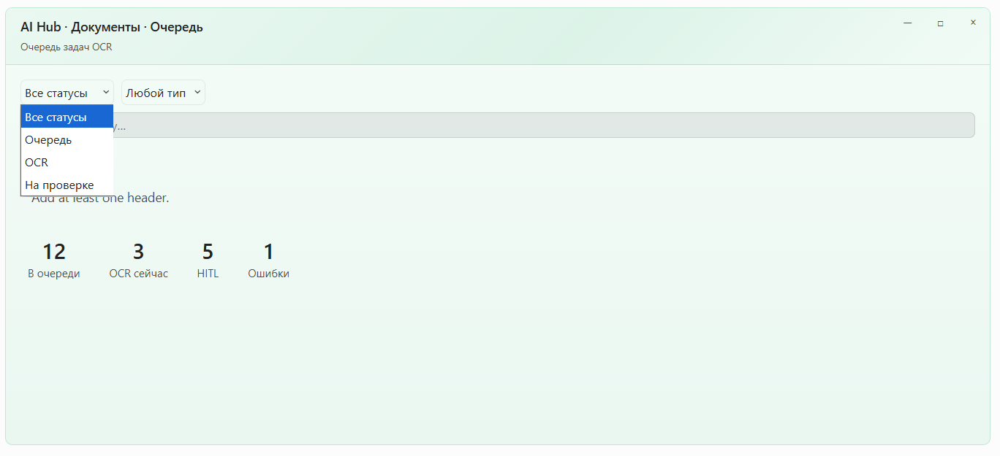 AI Hub · Документы · Очередь
Очередь задач OCR
Все статусы
Любой тип
Все статусы
Очередь
OCR
На проверке
Add at least one header.
12
3
5
1
В очереди
OCR сейчас
HITL
Ошибки